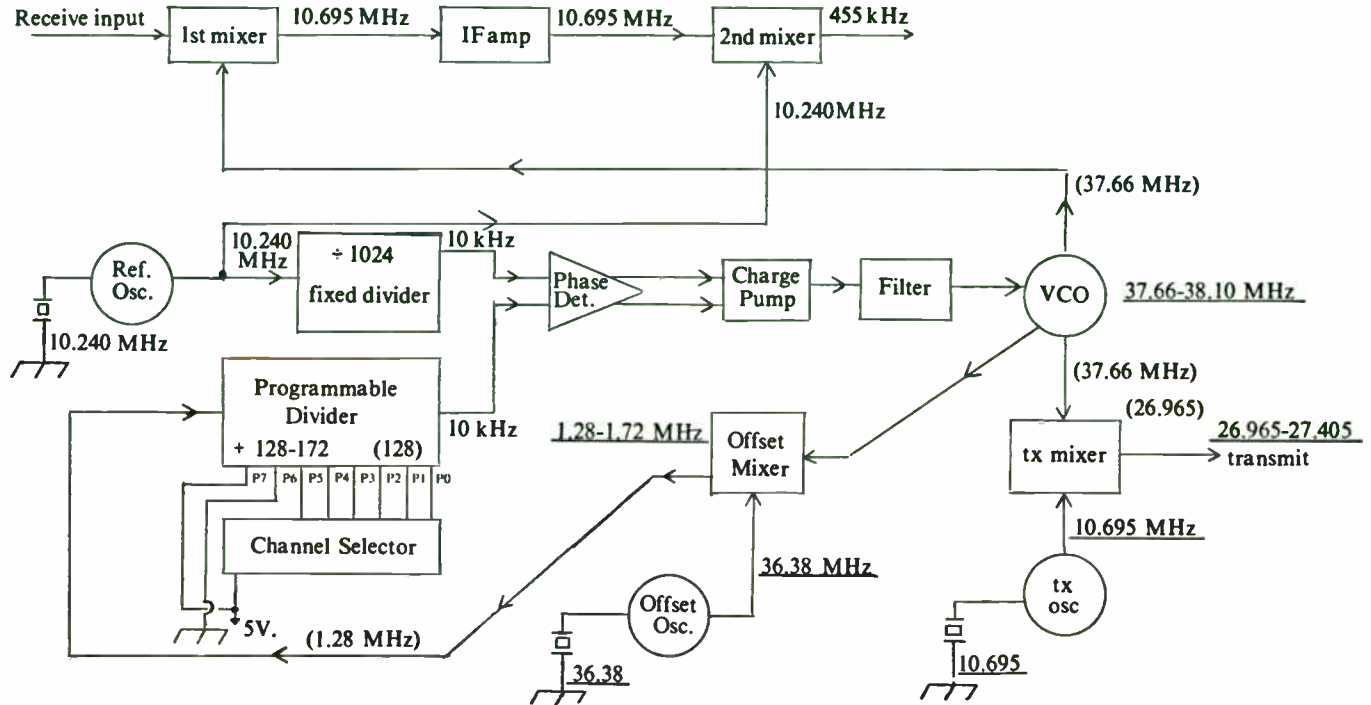 Receive input
1st mixer
10.695 MHz
IF amp
10.695 MHz
2nd mixer
455 kHz
10.240MHz
(37.66 MHz)
Ref.
Osc.
10.240 MHz
10.240
MHz
÷ 1024
fixed divider
10 kHz
Phase
Det.
Charge
Pump
Filter
VCO
37.66-38.10 MHz
Programmable
Divider
+ 128-172 (128)
10 kHz
P7 P6 P5 P4 P3 P2 P1 P0
Channel Selector
5V.
(1.28 MHz)
1.28-1.72 MHz
Offset
Mixer
36.38 MHz
Offset
Osc.
36.38
(37.66 MHz)
(26.965)
tx mixer
26.965-27.405
transmit
10.695 MHz
tx
osc
10.695